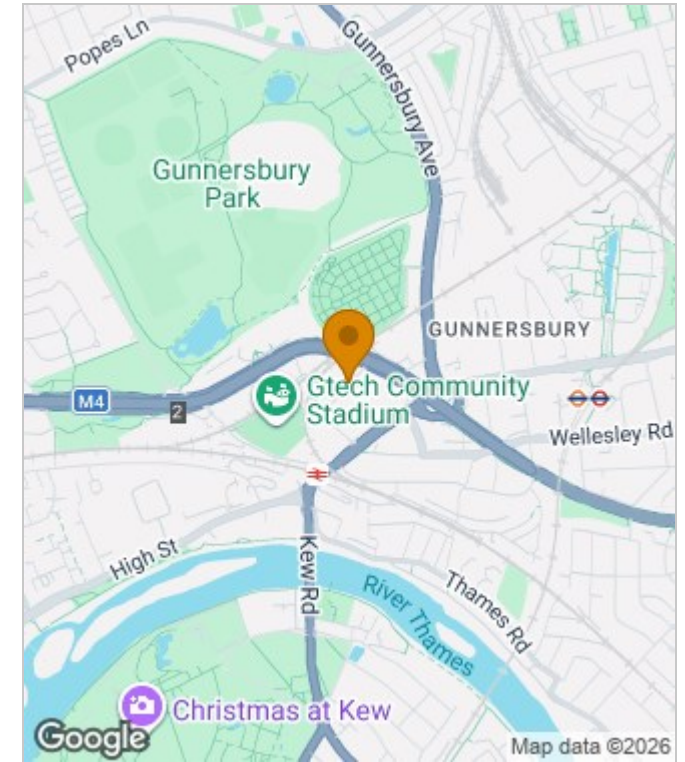 Popes Ln
Gunnersbury Ave
Gunnersbury
Park
GUNNERSBURY
M4
2
Gtech Community
Stadium
Wellesley Rd
High St
Kew Rd
River Thames
Thames Rd
Christmas at Kew
Google
Map data ©2026